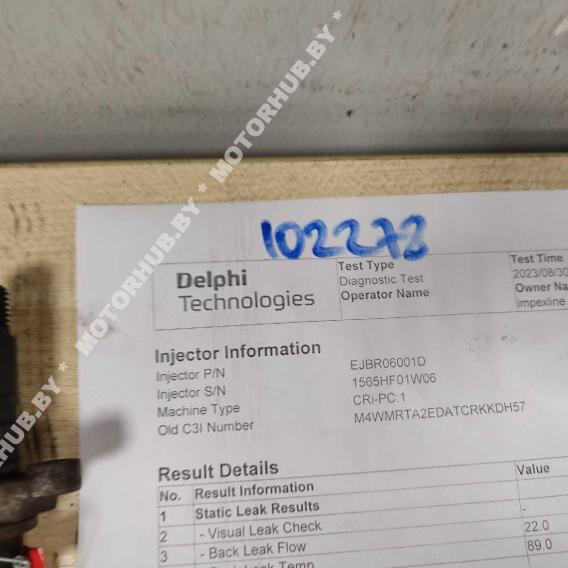 MOTORHUB.BY * MOTORHUB.BY * MOTORHUB.BY
102278
Delphi
Technologies
Test Type
Diagnostic Test
Operator Name
Test Time
2023/08/30
Owner Na
impexline
Injector Information
Injector P/N EJBR06001D
Injector S/N 1565HF01W06
Machine Type CRi-PC:1
Old C3I Number M4WMRTA2EDATCRKKDH57
Result Details
No. Result Information Value
1 Static Leak Results -
2 - Visual Leak Check 22.0
3 - Back Leak Flow 89.0